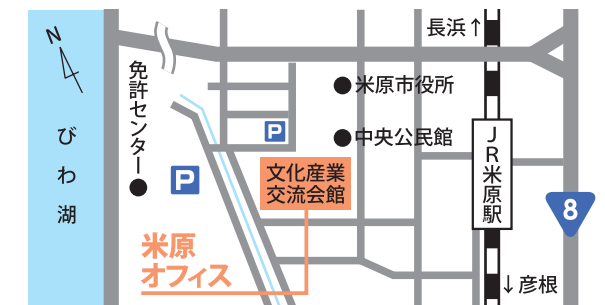 長浜↑
N
免許センター
米原市役所
P
中央公民館
JR米原駅
びわ湖
P
文化産業
交流会館
8
米原
オフィス
↓彦根